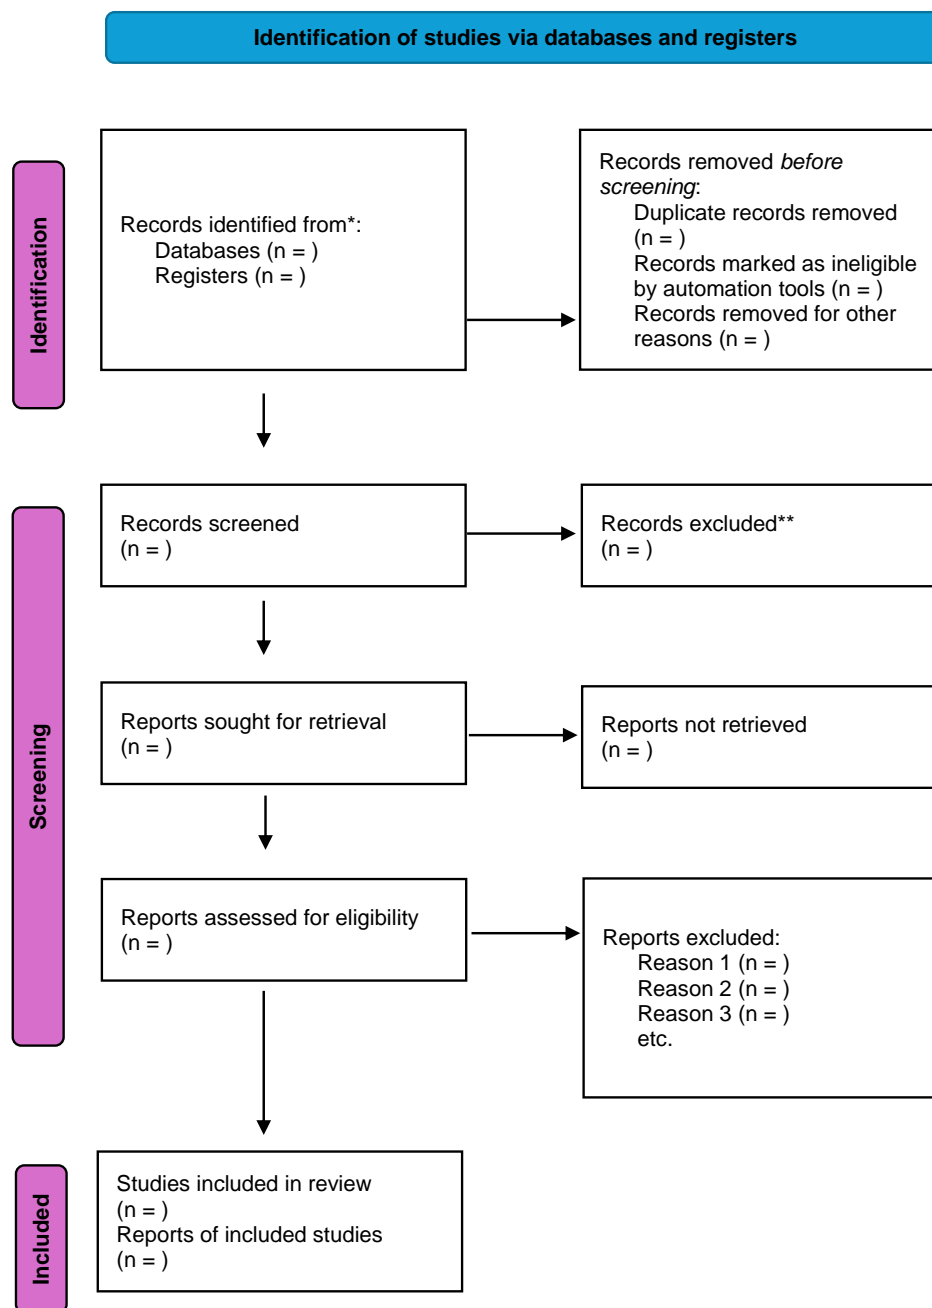 Identification of studies via databases and registers
Identification
Records identified from*:
Databases (n = )
Registers (n = )
Records removed before
screening:
Duplicate records removed
(n = )
Records marked as ineligible
by automation tools (n = )
Records removed for other
reasons (n = )
Screening
Records screened
(n = )
Records excluded**
(n = )
Reports sought for retrieval
(n = )
Reports not retrieved
(n = )
Reports assessed for eligibility
(n = )
Reports excluded:
Reason 1 (n = )
Reason 2 (n = )
Reason 3 (n = )
etc.
Included
Studies included in review
(n = )
Reports of included studies
(n = )